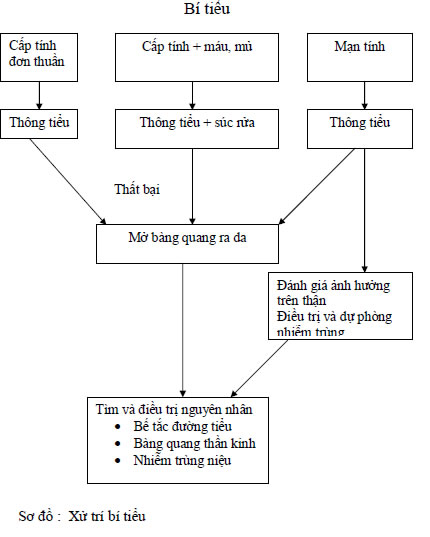 Bí tiểu
Cấp tính
đơn thuần
Cấp tính + máu, mủ
Mạn tính
Thông tiểu
Thông tiểu + súc rửa
Thông tiểu
Thất bại
Mở bàng quang ra da
Đánh giá ảnh hưởng
trên thận
Điều trị và dự phòng
nhiễm trùng
Tìm và điều trị nguyên nhân
• Bế tắc đường tiểu
• Bàng quang thần kinh
• Nhiễm trùng niệu
Sơ đồ : Xử trí bí tiểu